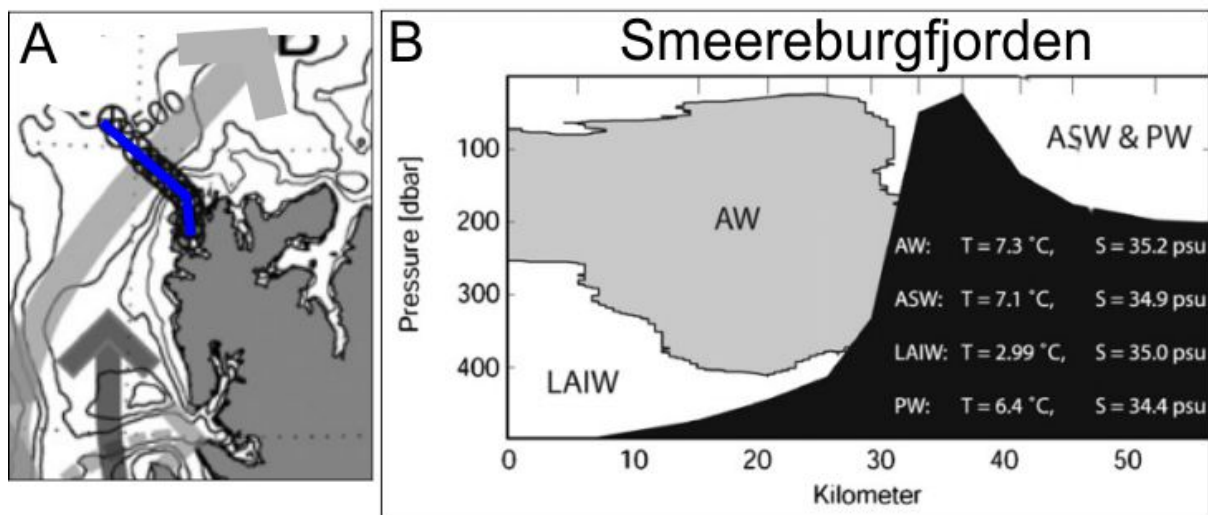 A
500
B
Smeereburgfjorden
Pressure [dbar]
100
200
300
400
AW
ASW & PW
LAIW
AW: T = 7.3 °C, S = 35.2 psu
ASW: T = 7.1 °C, S = 34.9 psu
LAIW: T = 2.99 °C, S = 35.0 psu
PW: T = 6.4 °C, S = 34.4 psu
0 10 20 30 40 50
Kilometer